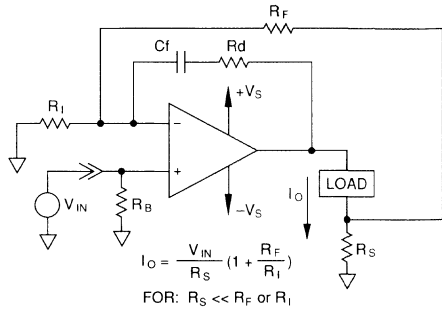 R_F
Cf
Rd
R_I
+V_S
−
+
V_IN
R_B
−V_S
I_O
LOAD
R_S
I_O = V_IN / R_S (1 + R_F / R_I)
FOR: R_S << R_F or R_I